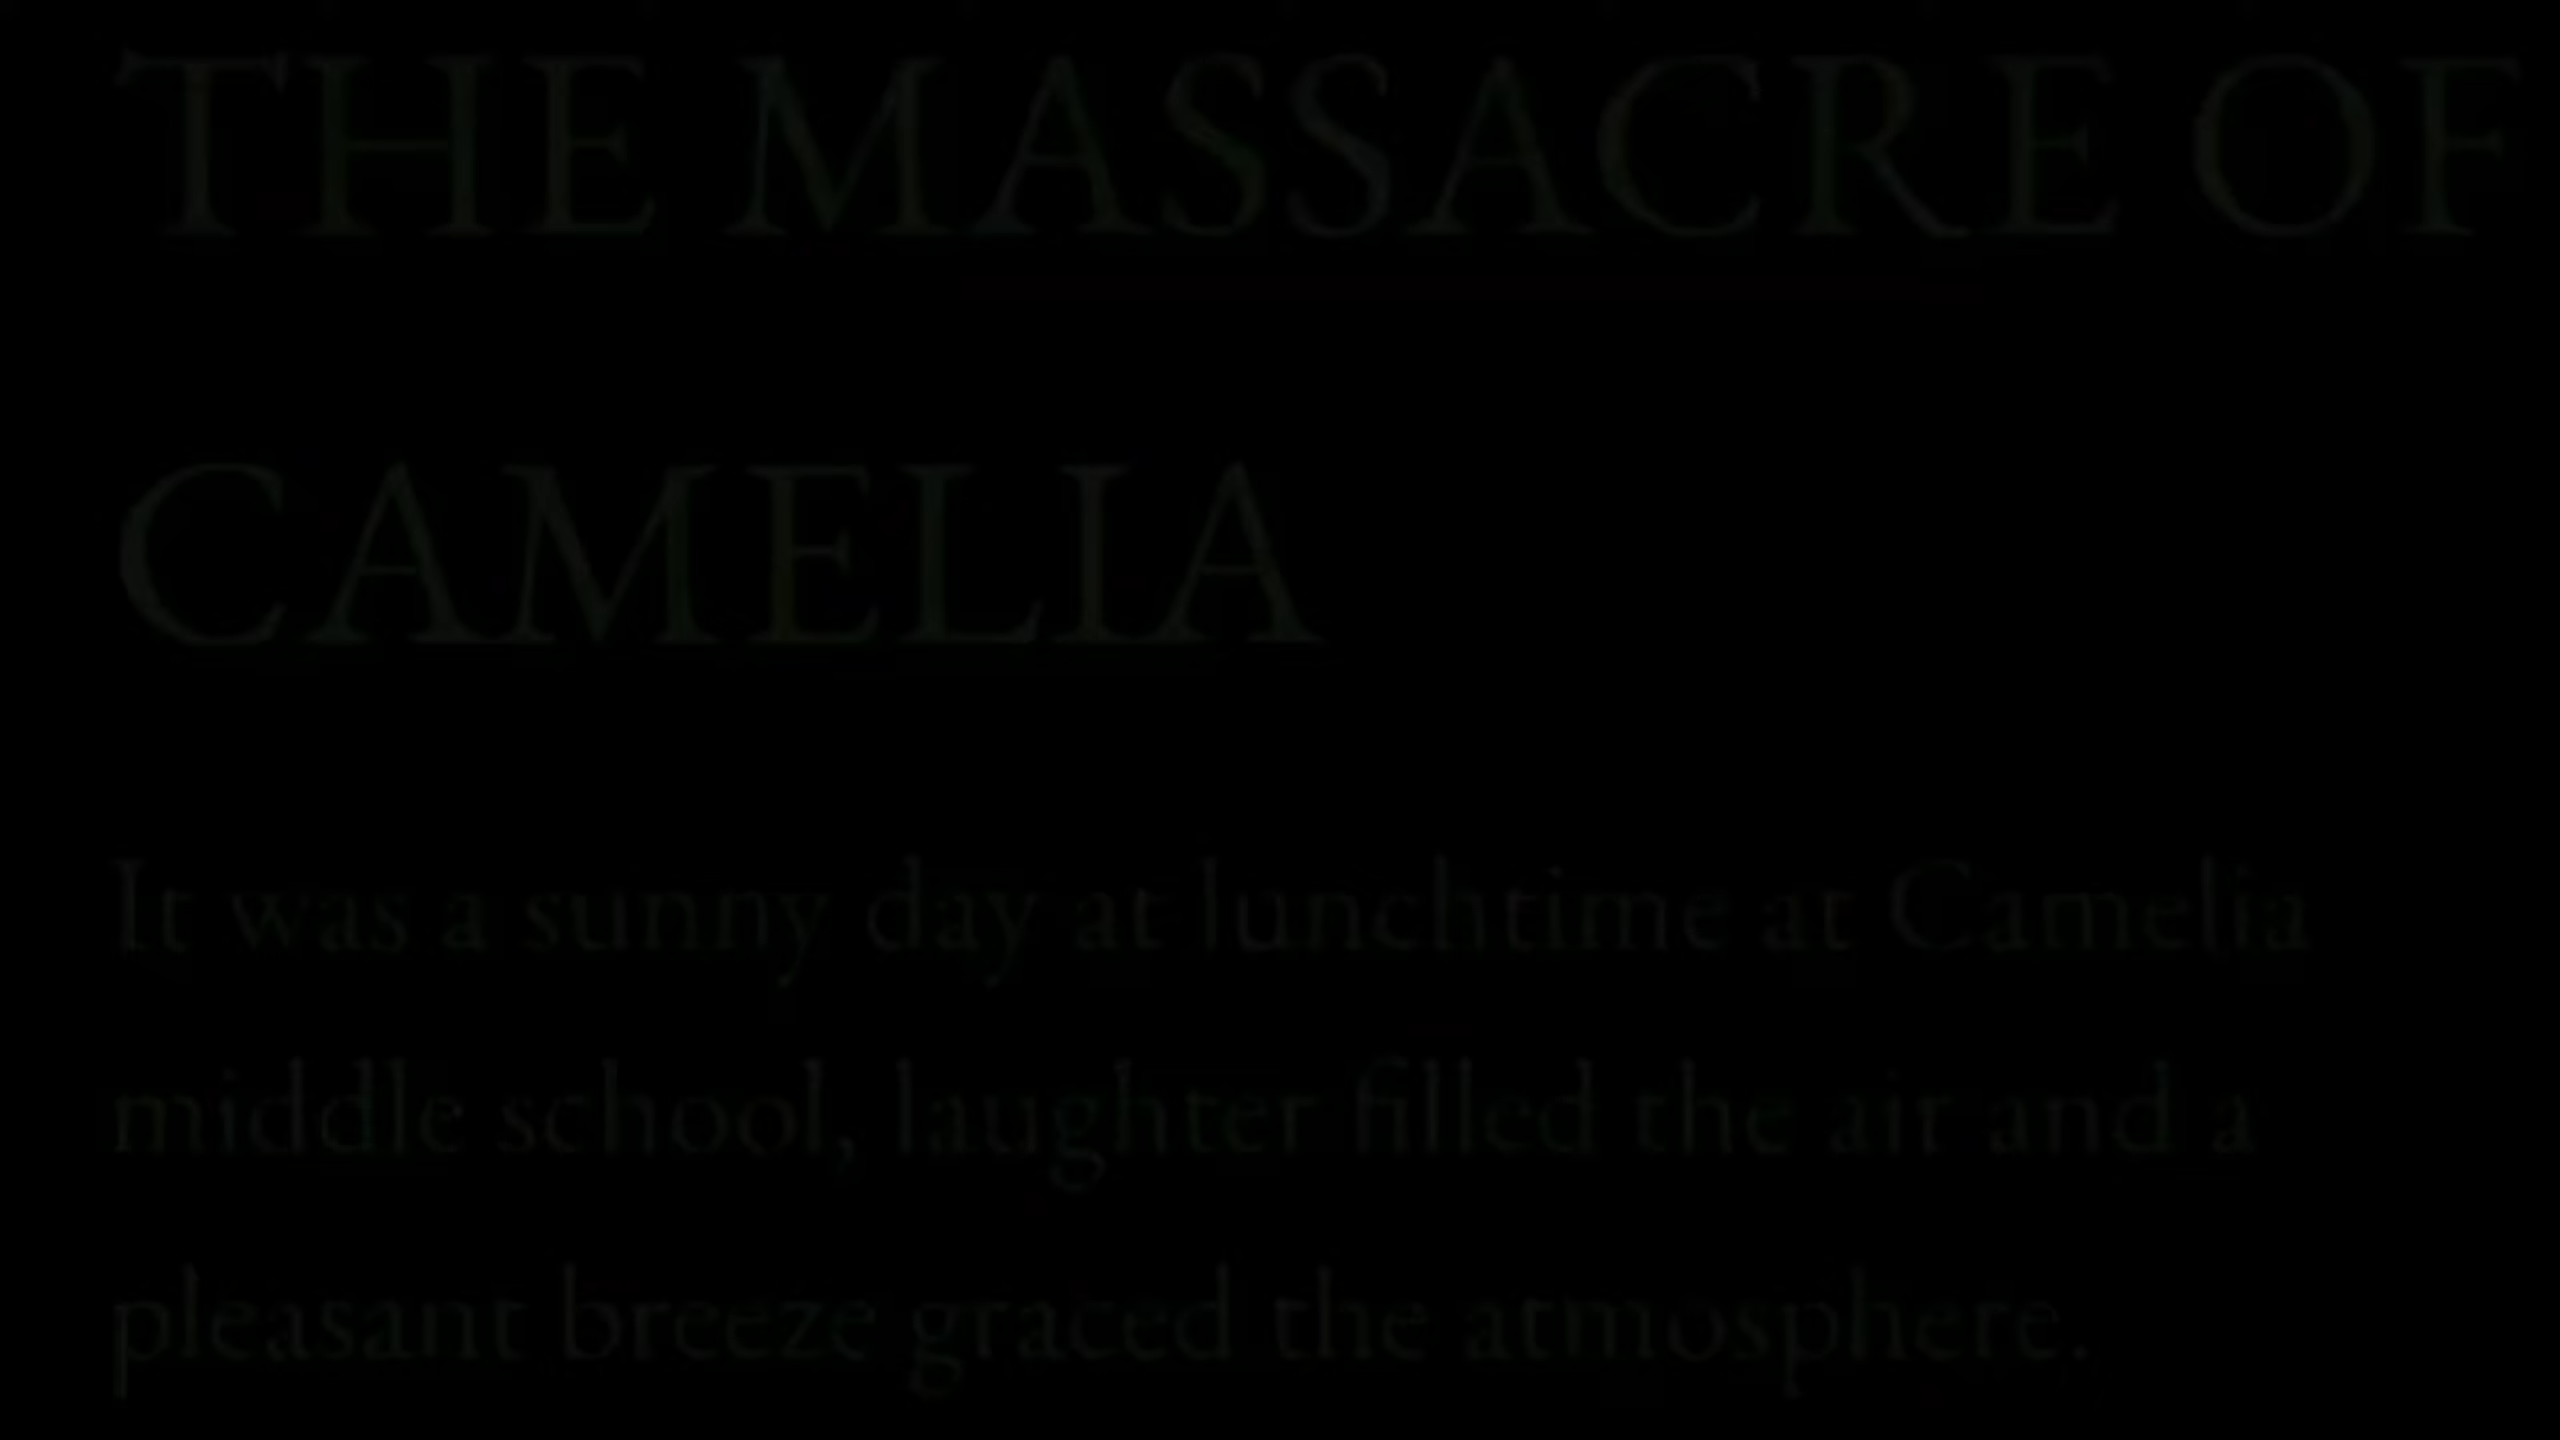 THE MASSACRE OF
CAMELIA
It was a sunny day at lunchtime at Camelia
middle school, laughter filled the air and a
pleasant breeze graced the atmosphere.